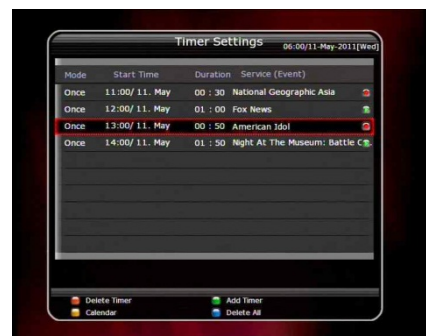 Timer Settings 06:00/11-May-2011[Wed]
Mode Start Time Duration Service (Event)
Once 11:00/ 11. May 00 : 30 National Geographic Asia
Once 12:00/ 11. May 01 : 00 Fox News
Once 13:00/ 11. May 00 : 50 American Idol
Once 14:00/ 11. May 01 : 50 Night At The Museum: Battle C
Delete Timer Add Timer
Calendar Delete All